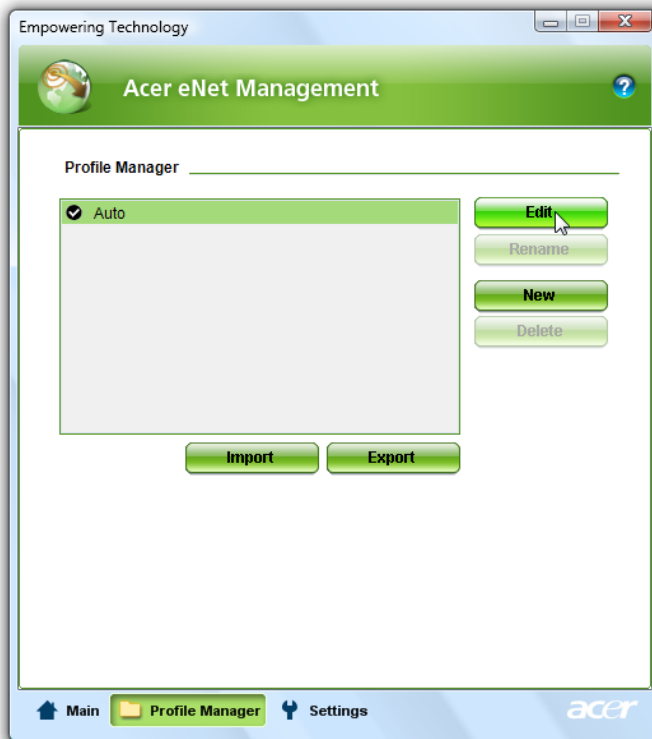 Empowering Technology
Acer eNet Management
?
Profile Manager
Auto
Edit
Rename
New
Delete
Import Export
Main Profile Manager Settings acer